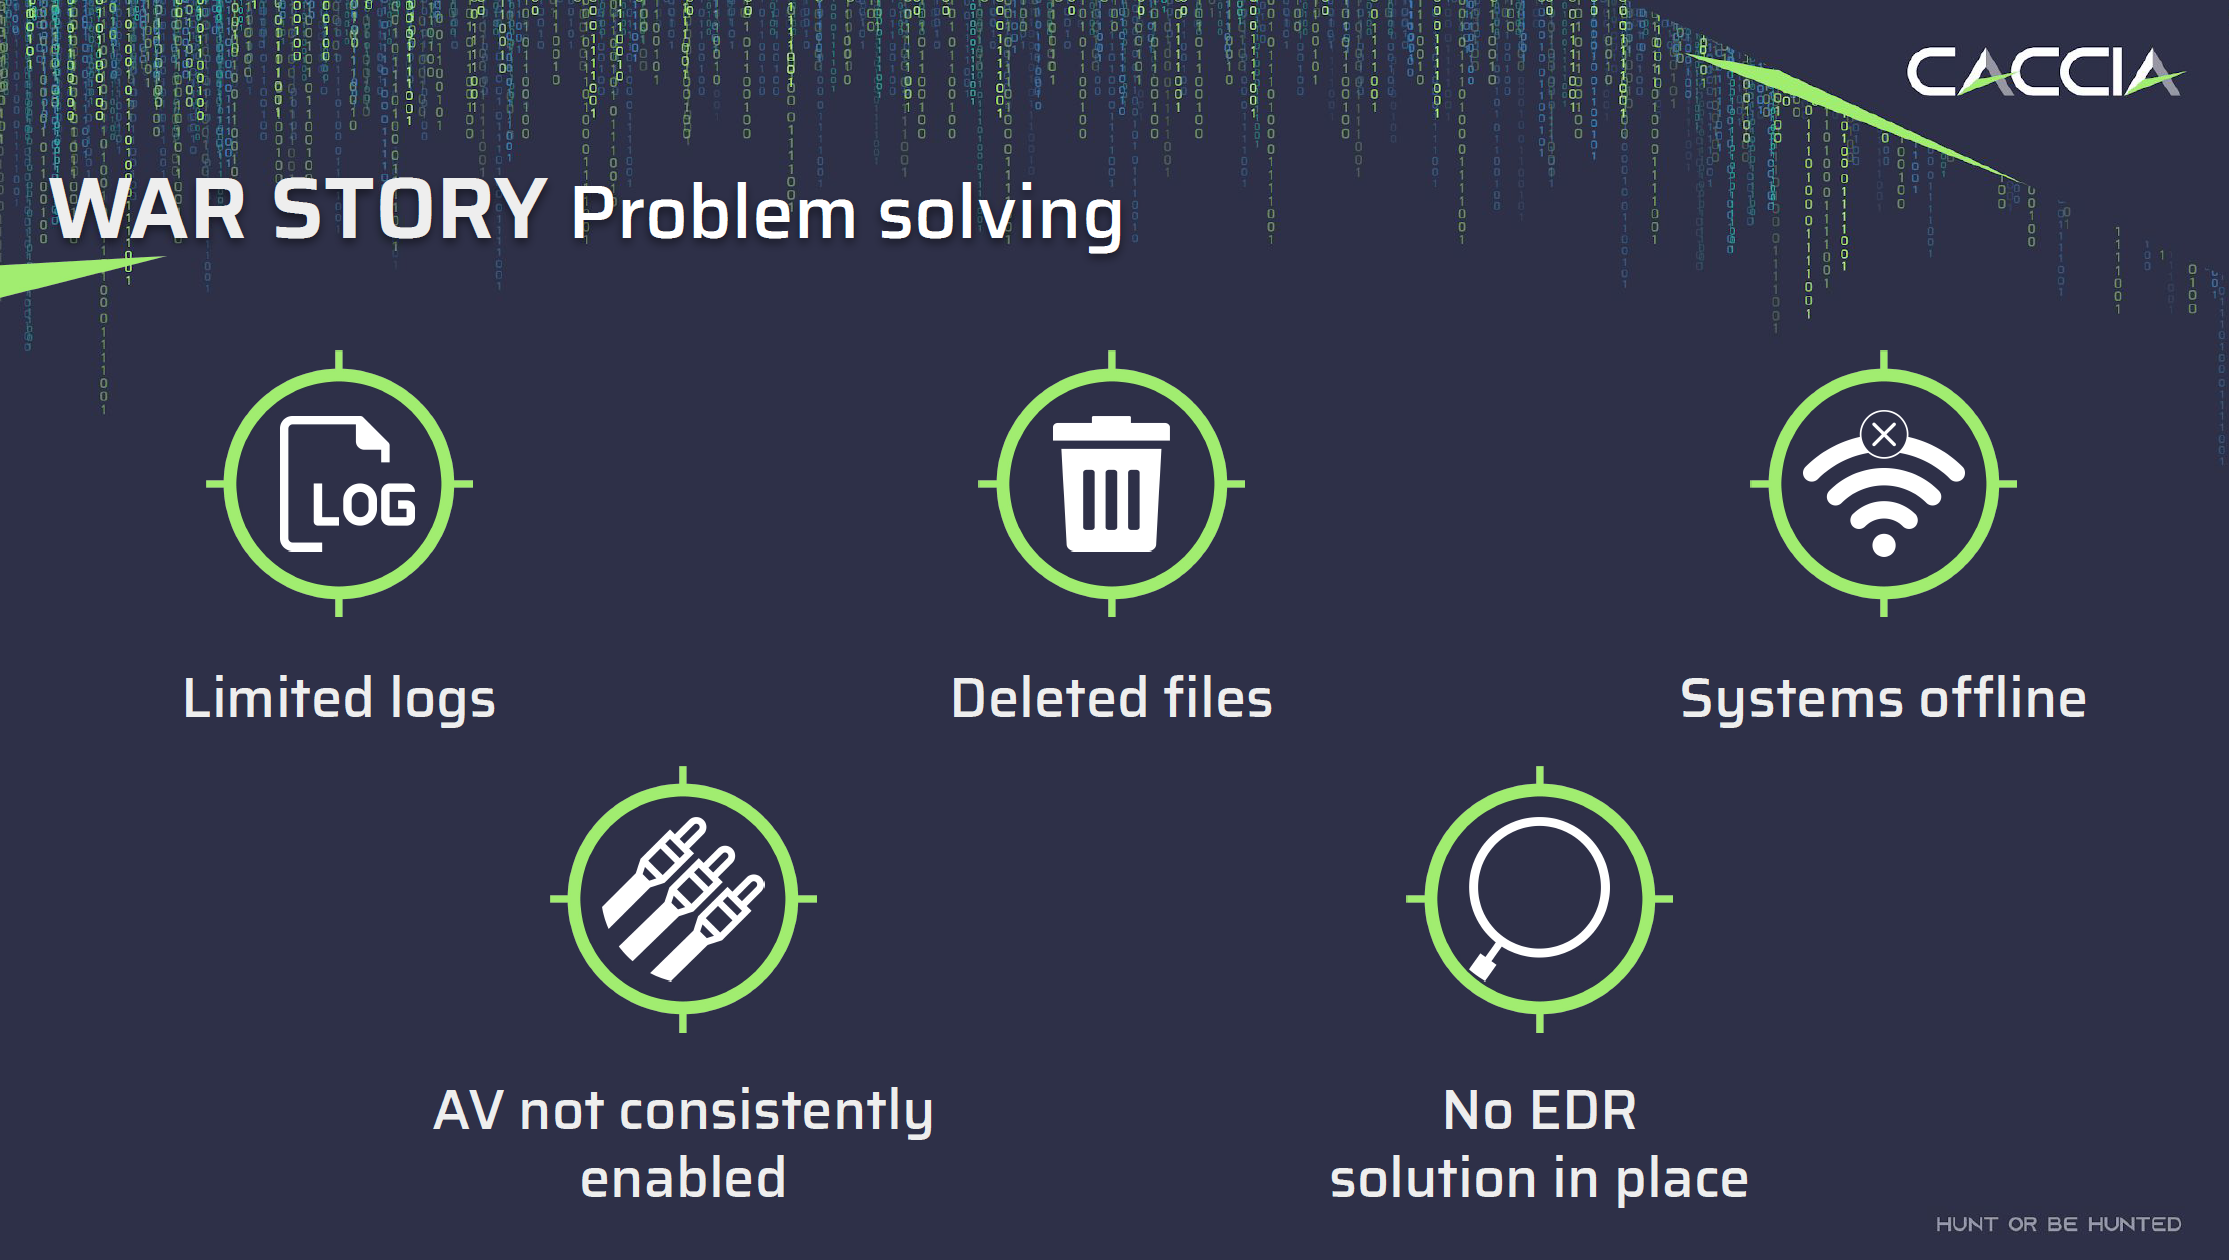 CACCIA
WAR STORY Problem solving
LOG
Limited logs
Deleted files
Systems offline
AV not consistently
enabled
No EDR
solution in place
HUNT OR BE HUNTED